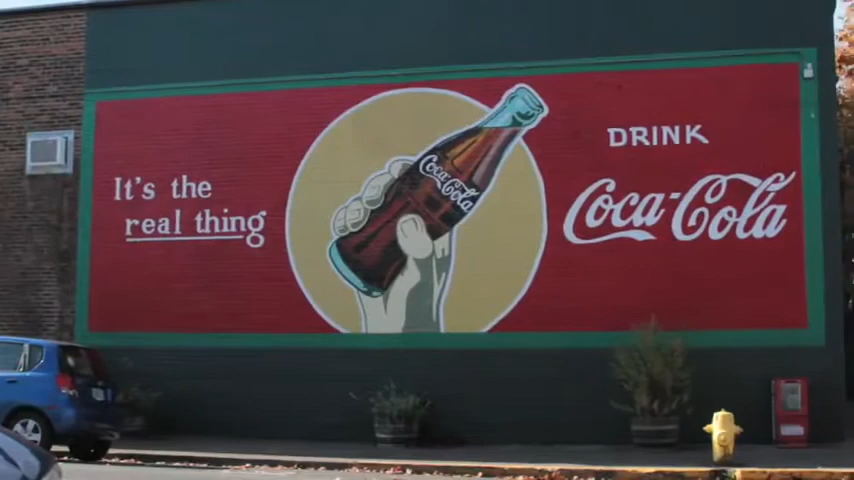 It's the
real thing
Coca-Cola
DRINK
Coca-Cola